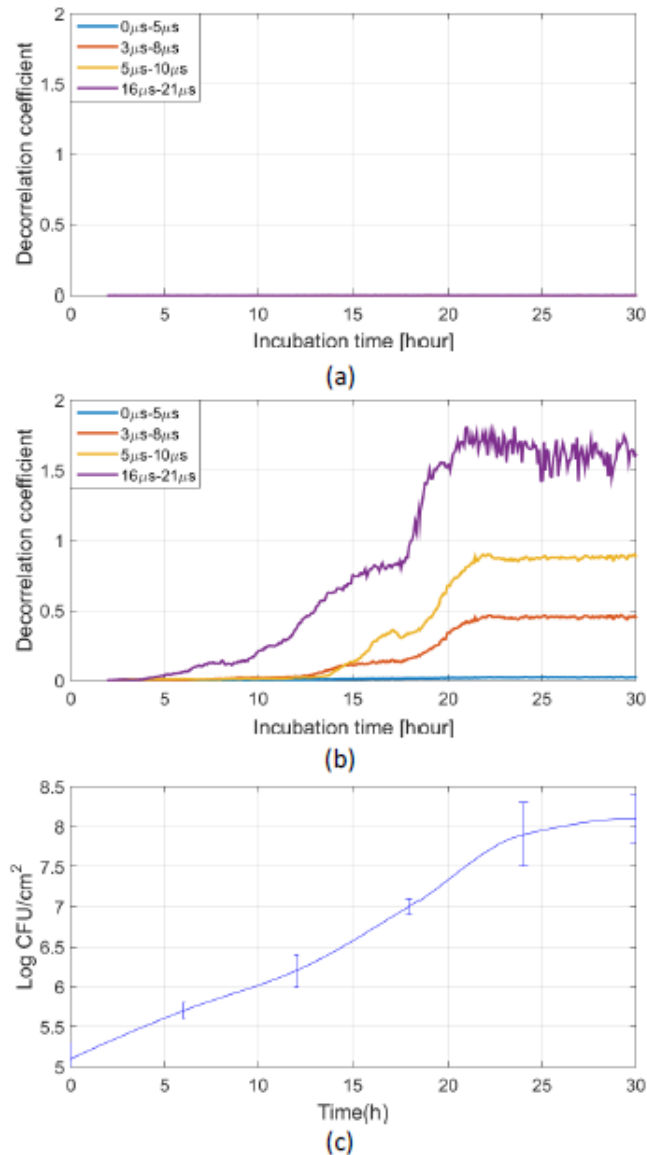 2
0μs-5μs
3μs-8μs
5μs-10μs
16μs-21μs
1.5
1
0.5
0
Decorrelation coefficient
0 5 10 15 20 25 30
Incubation time [hour]
(a)
2
0μs-5μs
3μs-8μs
5μs-10μs
16μs-21μs
1.5
1
0.5
0
Decorrelation coefficient
0 5 10 15 20 25 30
Incubation time [hour]
(b)
8.5
8
7.5
7
6.5
6
5.5
5
Log CFU/cm²
0 5 10 15 20 25 30
Time(h)
(c)